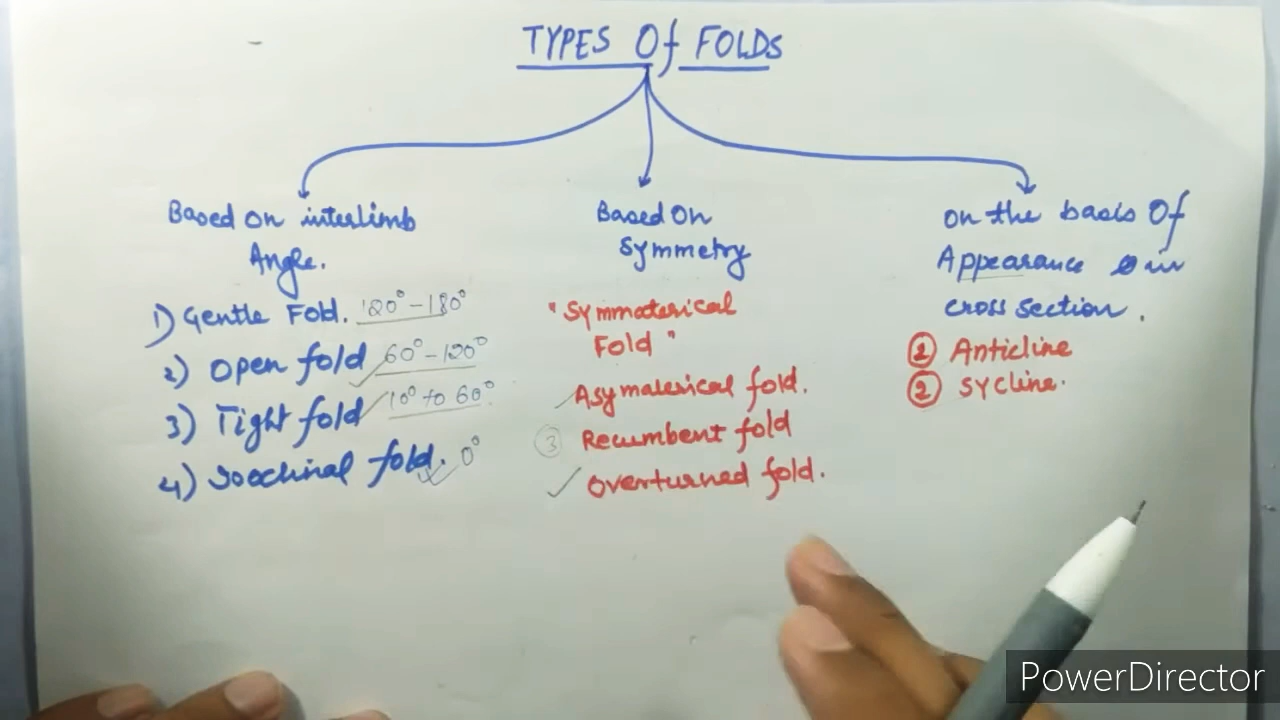 TYPES Of FOLDS
Based On interlimb
Angle.
1) Gentle Fold. 120° – 180°
2) Open fold 60° – 120°
3) Tight fold 10° to 60°
4) Isoclinal fold. 0°
Based On
Symmetry
"Symmaterical
Fold"
Asymaterical fold.
3 Recumbent fold
Overturned fold.
On the basis Of
Appearance in
cross section.
1 Anticline
2 Sycline.
PowerDirector